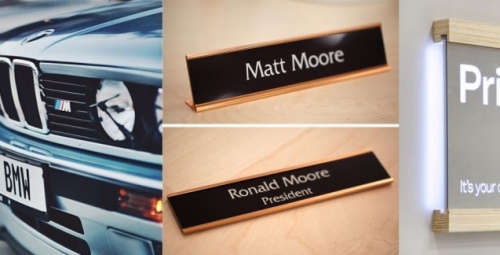 M
BMW
Matt Moore
Ronald Moore
President
Pri
It's your